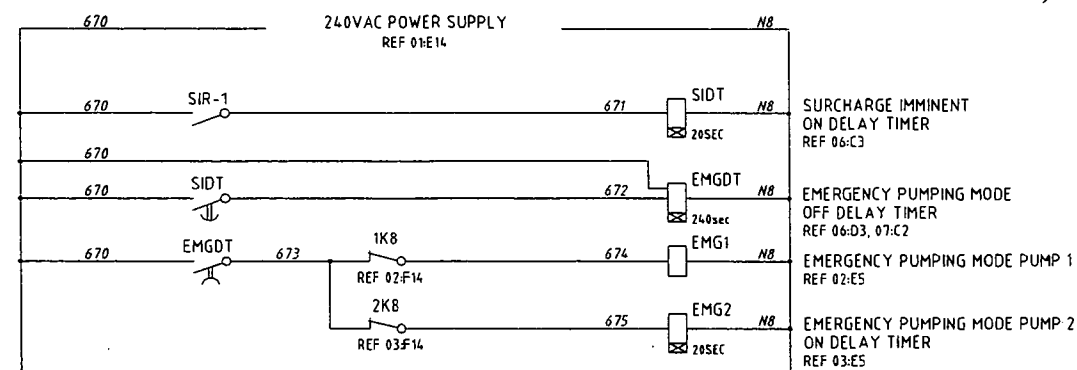 670 240VAC POWER SUPPLY N8
REF 01:E14
670 SIR-1 671 SIDT N8 SURCHARGE IMMINENT
20SEC ON DELAY TIMER
REF 06:C3
670
670 SIDT 672 EMGDT N8 EMERGENCY PUMPING MODE
240sec OFF DELAY TIMER
REF 06:D3, 07:C2
670 EMGDT 673 1K8 674 EMG1 N8 EMERGENCY PUMPING MODE PUMP 1
REF 02:F14 REF 02:E5
2K8 675 EMG2 N8 EMERGENCY PUMPING MODE PUMP 2
REF 03:F14 20SEC ON DELAY TIMER
REF 03:E5